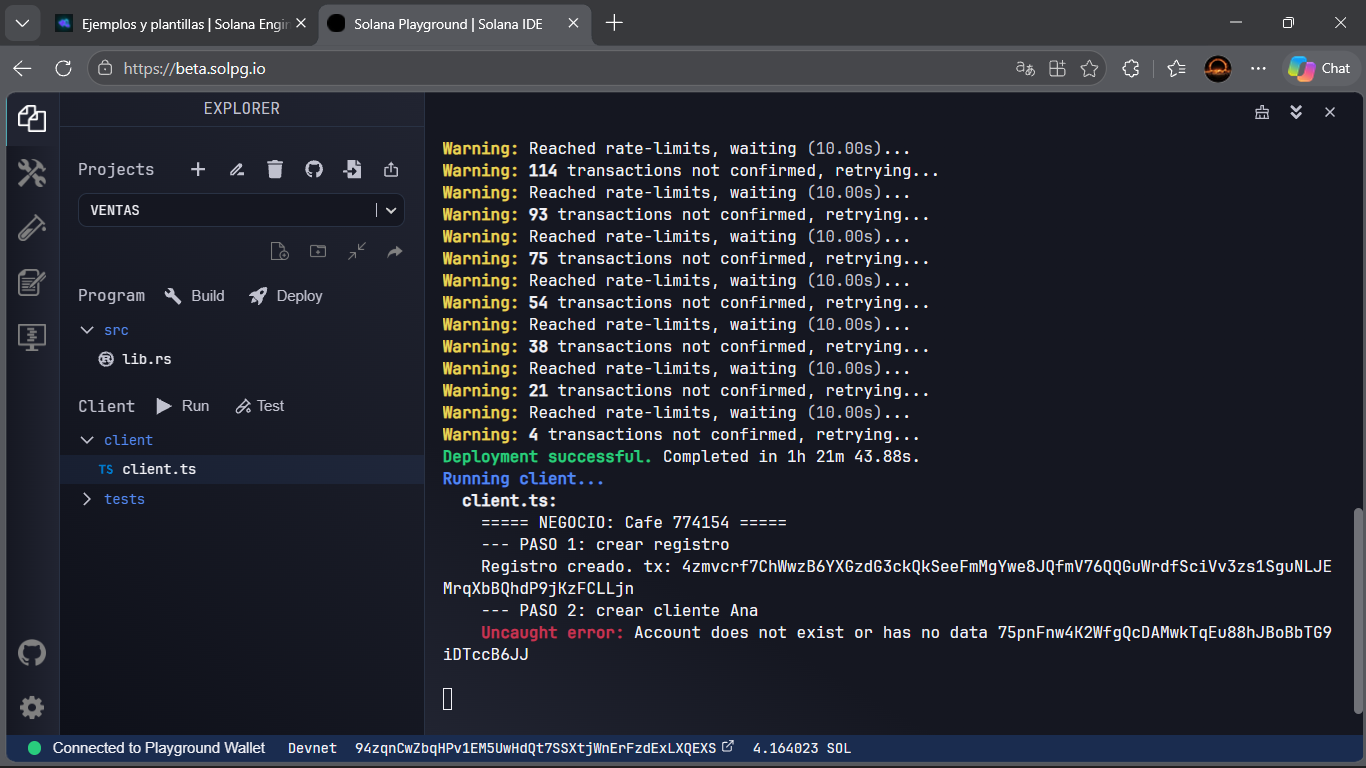 Ejemplos y plantillas | Solana Engin
Solana Playground | Solana IDE
https://beta.solpg.io
Chat
EXPLORER
Projects
VENTAS
Program Build Deploy
src
lib.rs
Client Run Test
client
TS client.ts
tests
Warning: Reached rate-limits, waiting (10.00s)...
Warning: 114 transactions not confirmed, retrying...
Warning: Reached rate-limits, waiting (10.00s)...
Warning: 93 transactions not confirmed, retrying...
Warning: Reached rate-limits, waiting (10.00s)...
Warning: 75 transactions not confirmed, retrying...
Warning: Reached rate-limits, waiting (10.00s)...
Warning: 54 transactions not confirmed, retrying...
Warning: Reached rate-limits, waiting (10.00s)...
Warning: 38 transactions not confirmed, retrying...
Warning: Reached rate-limits, waiting (10.00s)...
Warning: 21 transactions not confirmed, retrying...
Warning: Reached rate-limits, waiting (10.00s)...
Warning: 4 transactions not confirmed, retrying...
Deployment successful. Completed in 1h 21m 43.88s.
Running client...
client.ts:
===== NEGOCIO: Cafe 774154 =====
--- PASO 1: crear registro
Registro creado. tx: 4zmvcrf7ChWwzB6YXGzdG3ckQkSeeFmMgYwe8JQfmV76QQGuWrdfSciVv3zs1SguNLJE
MrqXbBQhdP9jKzFCLLjn
--- PASO 2: crear cliente Ana
Uncaught error: Account does not exist or has no data 75pnFnw4K2WfgQcDAMwkTqEu88hJBoBbTG9
iDTccB6JJ
Connected to Playground Wallet Devnet 94zqnCwZbqHPv1EM5UwHdQt7SSXtjWnErFzdExLXQEXS 4.164023 SOL